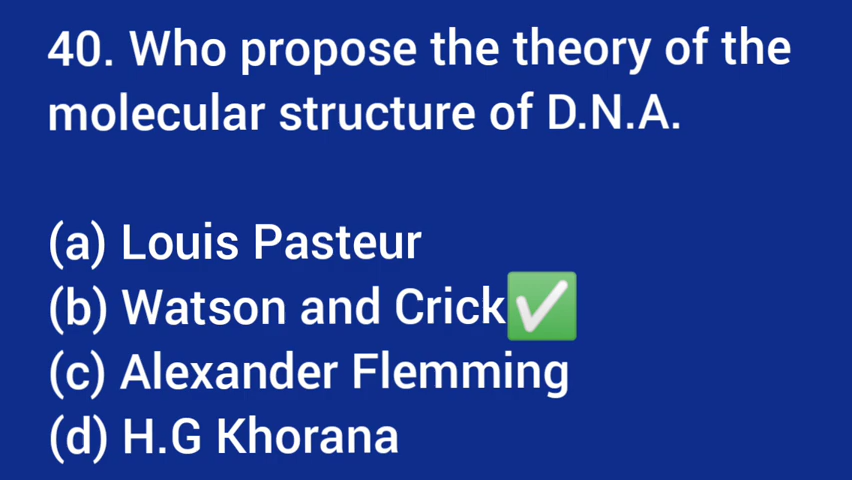 40. Who propose the theory of the
molecular structure of D.N.A.
(a) Louis Pasteur
(b) Watson and Crick✅
(c) Alexander Flemming
(d) H.G Khorana